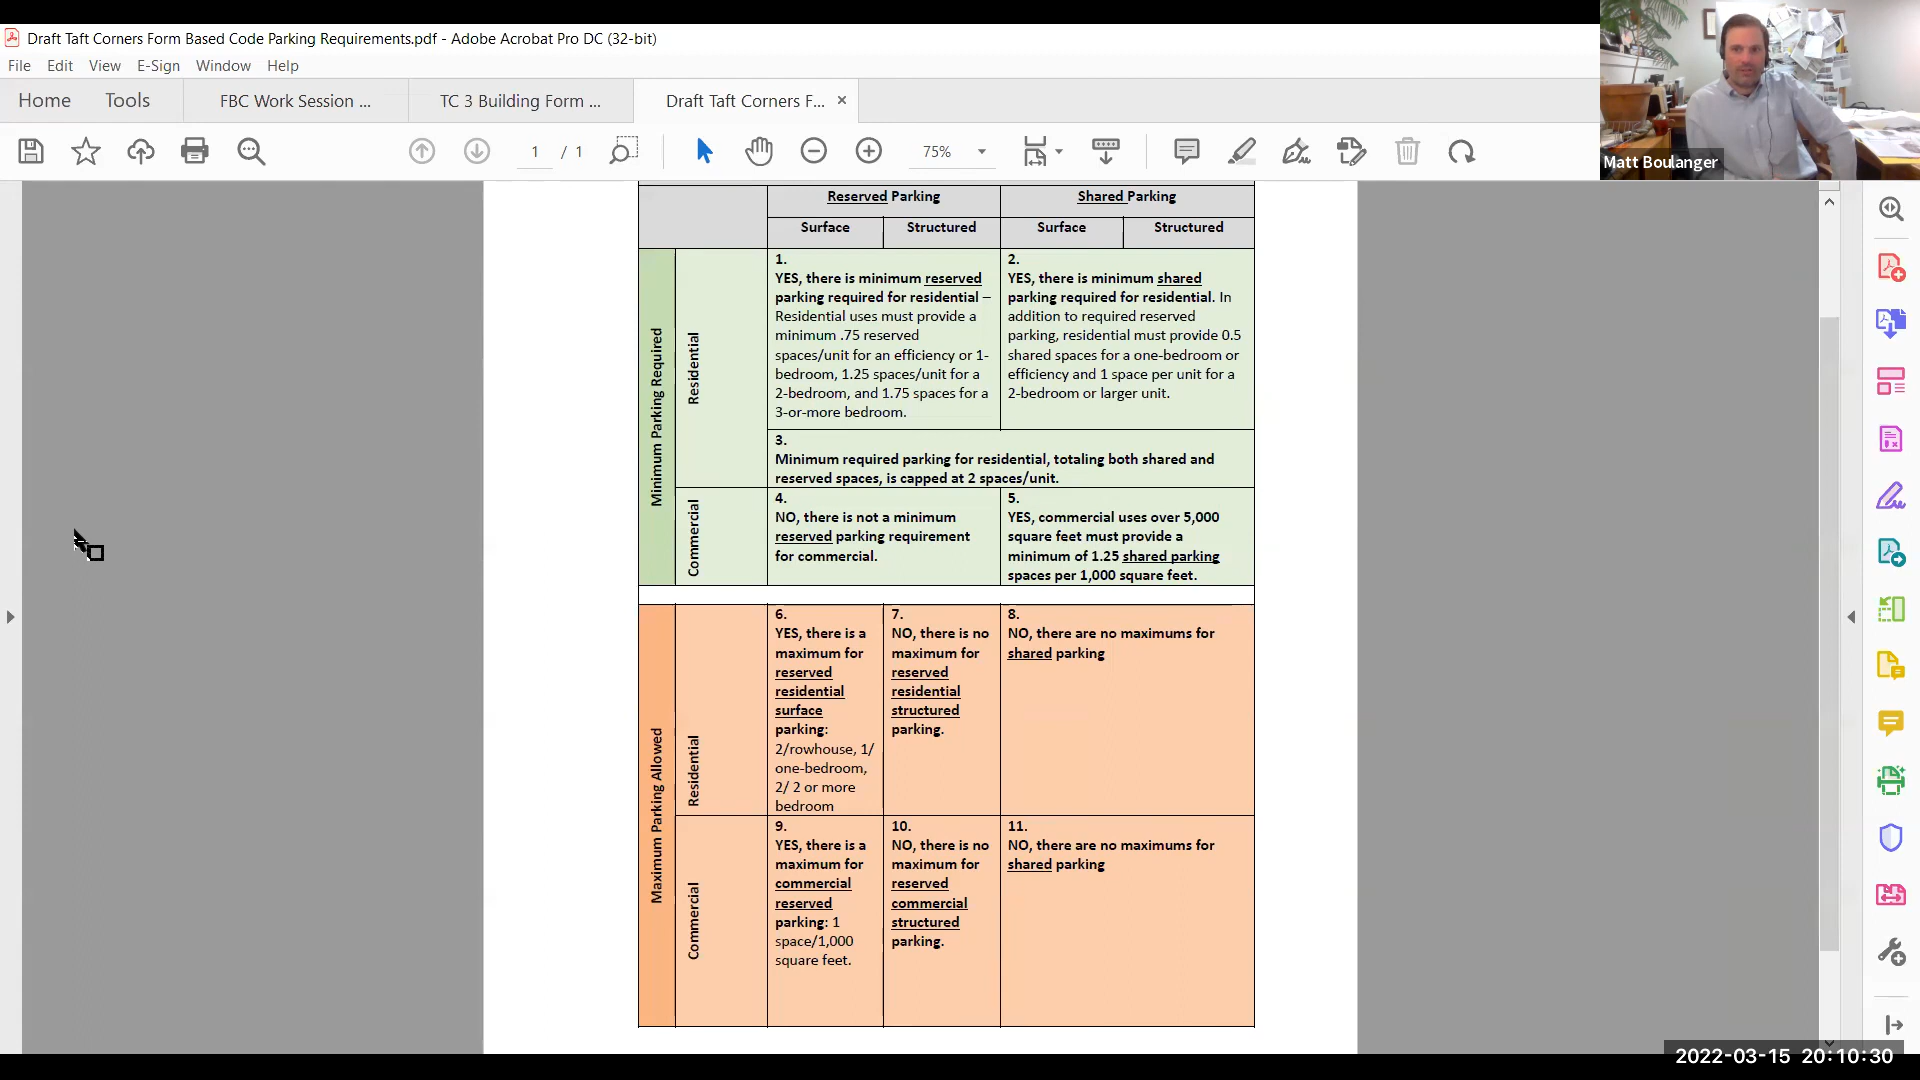 Draft Taft Corners Form Based Code Parking Requirements.pdf - Adobe Acrobat Pro DC (32-bit)
File Edit View E-Sign Window Help
Home Tools FBC Work Session ... TC 3 Building Form ... Draft Taft Corners F... ×
1 / 1 75%
Matt Boulanger
Reserved Parking Shared Parking
Surface Structured Surface Structured
Minimum Parking Required
Residential
1.
YES, there is minimum reserved
parking required for residential –
Residential uses must provide a
minimum .75 reserved
spaces/unit for an efficiency or 1-
bedroom, 1.25 spaces/unit for a
2-bedroom, and 1.75 spaces for a
3-or-more bedroom.
2.
YES, there is minimum shared
parking required for residential. In
addition to required reserved
parking, residential must provide 0.5
shared spaces for a one-bedroom or
efficiency and 1 space per unit for a
2-bedroom or larger unit.
3.
Minimum required parking for residential, totaling both shared and
reserved spaces, is capped at 2 spaces/unit.
Commercial
4.
NO, there is not a minimum
reserved parking requirement
for commercial.
5.
YES, commercial uses over 5,000
square feet must provide a
minimum of 1.25 shared parking
spaces per 1,000 square feet.
Maximum Parking Allowed
Residential
6.
YES, there is a
maximum for
reserved
residential
surface
parking:
2/rowhouse, 1/
one-bedroom,
2/ 2 or more
bedroom
7.
NO, there is no
maximum for
reserved
residential
structured
parking.
8.
NO, there are no maximums for
shared parking
Commercial
9.
YES, there is a
maximum for
commercial
reserved
parking: 1
space/1,000
square feet.
10.
NO, there is no
maximum for
reserved
commercial
structured
parking.
11.
NO, there are no maximums for
shared parking
2022-03-15 20:10:30